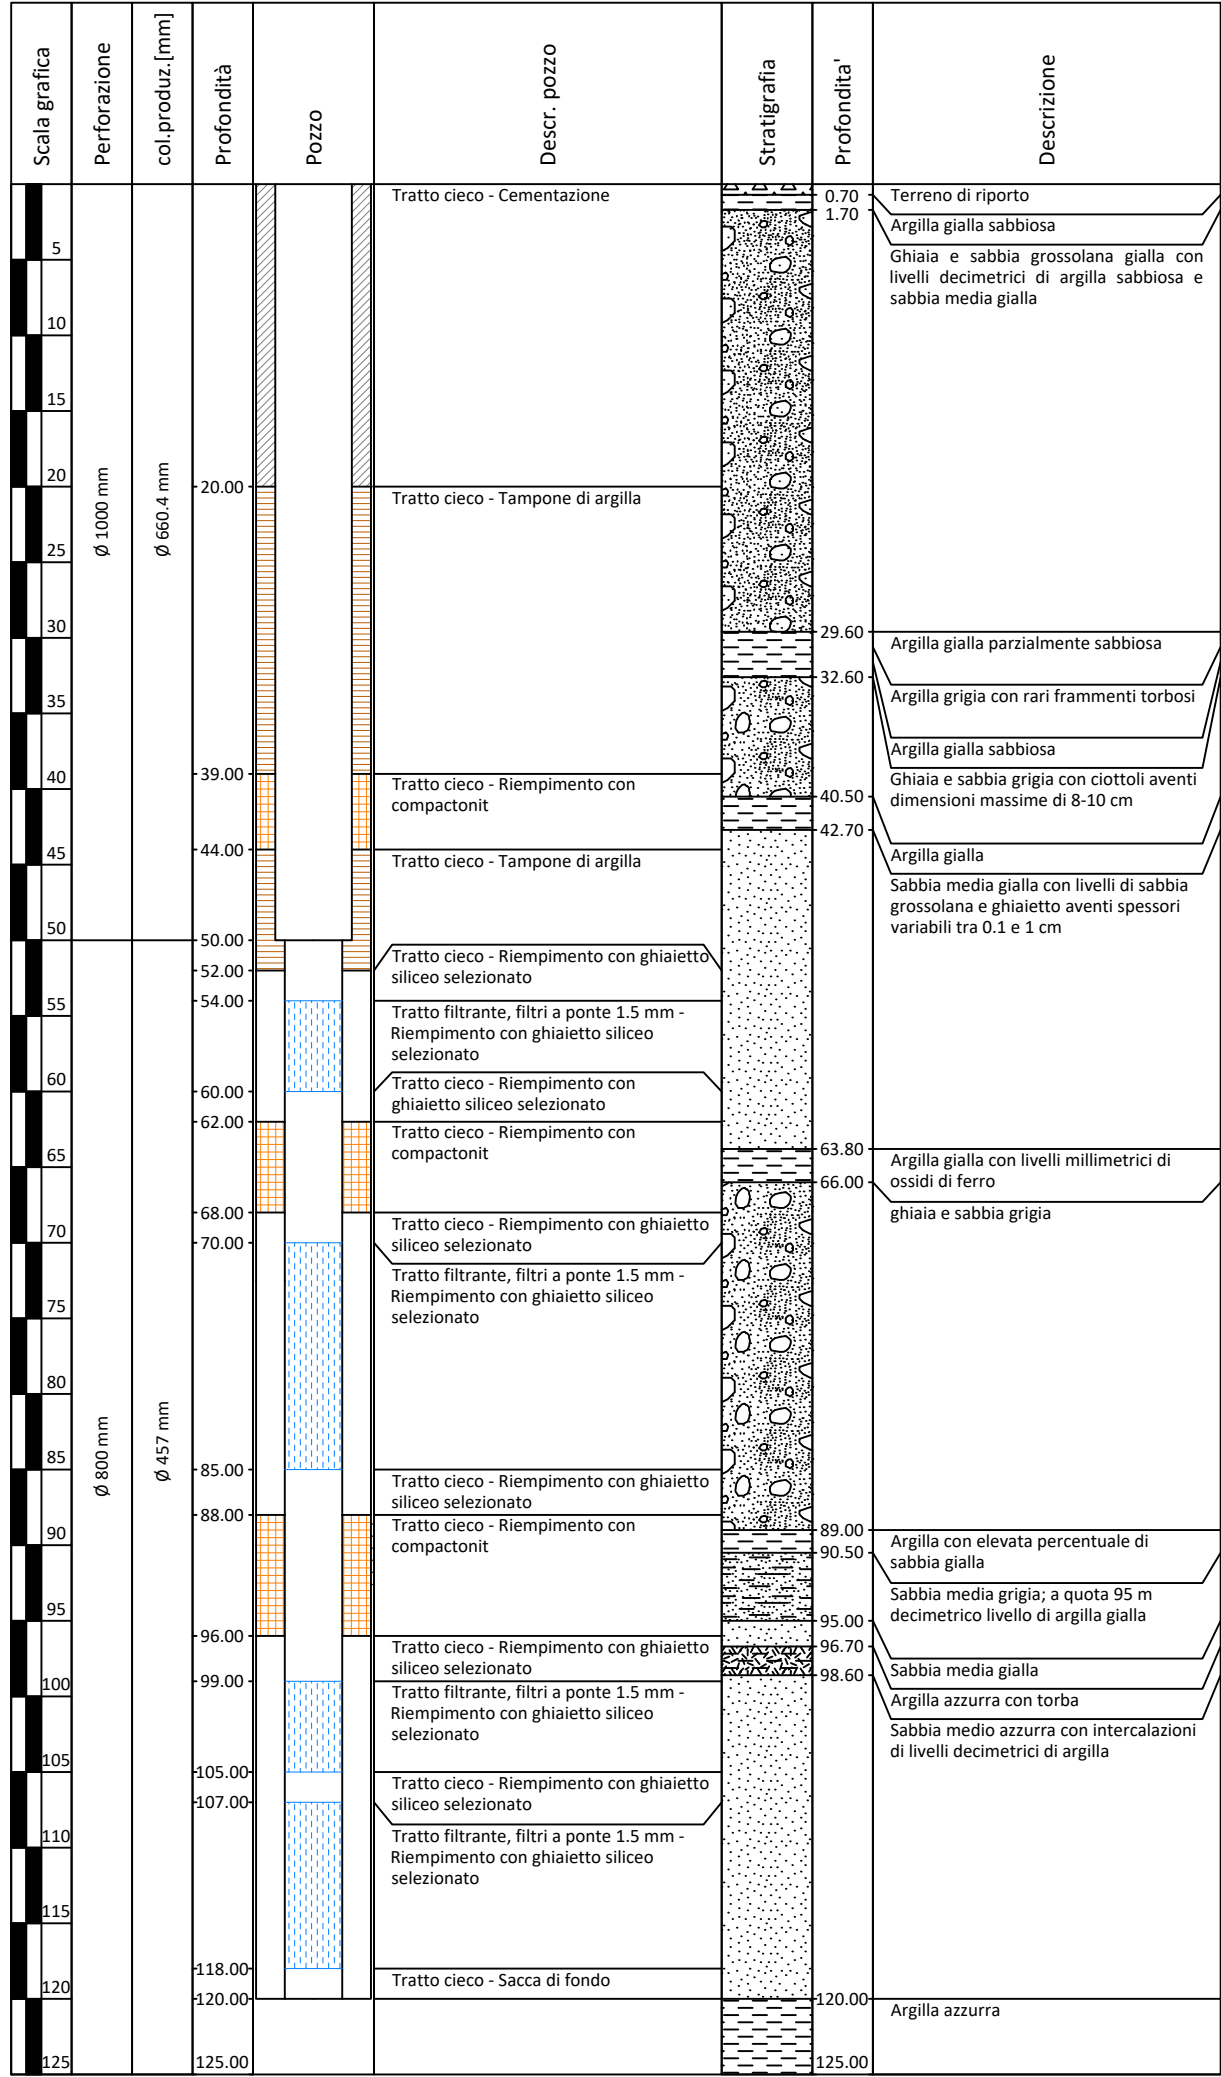 Scala grafica
Perforazione
col.produz.[mm]
Profondità
Pozzo
Descr. pozzo
Stratigrafia
Profondita'
Descrizione
5
10
15
20
25
30
35
40
45
50
55
60
65
70
75
80
85
90
95
100
105
110
115
120
125
Ø 1000 mm
Ø 800 mm
Ø 660.4 mm
Ø 457 mm
20.00
39.00
44.00
50.00
52.00
54.00
60.00
62.00
68.00
70.00
85.00
88.00
96.00
99.00
105.00
107.00
118.00
120.00
125.00
Tratto cieco - Cementazione
Tratto cieco - Tampone di argilla
Tratto cieco - Riempimento con
compactonit
Tratto cieco - Tampone di argilla
Tratto cieco - Riempimento con ghiaietto
siliceo selezionato
Tratto filtrante, filtri a ponte 1.5 mm -
Riempimento con ghiaietto siliceo
selezionato
Tratto cieco - Riempimento con
ghiaietto siliceo selezionato
Tratto cieco - Riempimento con
compactonit
Tratto cieco - Riempimento con ghiaietto
siliceo selezionato
Tratto filtrante, filtri a ponte 1.5 mm -
Riempimento con ghiaietto siliceo
selezionato
Tratto cieco - Riempimento con ghiaietto
siliceo selezionato
Tratto cieco - Riempimento con
compactonit
Tratto cieco - Riempimento con ghiaietto
siliceo selezionato
Tratto filtrante, filtri a ponte 1.5 mm -
Riempimento con ghiaietto siliceo
selezionato
Tratto cieco - Riempimento con ghiaietto
siliceo selezionato
Tratto filtrante, filtri a ponte 1.5 mm -
Riempimento con ghiaietto siliceo
selezionato
Tratto cieco - Sacca di fondo
0.70
1.70
29.60
32.60
40.50
42.70
63.80
66.00
89.00
90.50
95.00
96.70
98.60
120.00
125.00
Terreno di riporto
Argilla gialla sabbiosa
Ghiaia e sabbia grossolana gialla con
livelli decimetrici di argilla sabbiosa e
sabbia media gialla
Argilla gialla parzialmente sabbiosa
Argilla grigia con rari frammenti torbosi
Argilla gialla sabbiosa
Ghiaia e sabbia grigia con ciottoli aventi
dimensioni massime di 8-10 cm
Argilla gialla
Sabbia media gialla con livelli di sabbia
grossolana e ghiaietto aventi spessori
variabili tra 0.1 e 1 cm
Argilla gialla con livelli millimetrici di
ossidi di ferro
ghiaia e sabbia grigia
Argilla con elevata percentuale di
sabbia gialla
Sabbia media grigia; a quota 95 m
decimetrico livello di argilla gialla
Sabbia media gialla
Argilla azzurra con torba
Sabbia medio azzurra con intercalazioni
di livelli decimetrici di argilla
Argilla azzurra